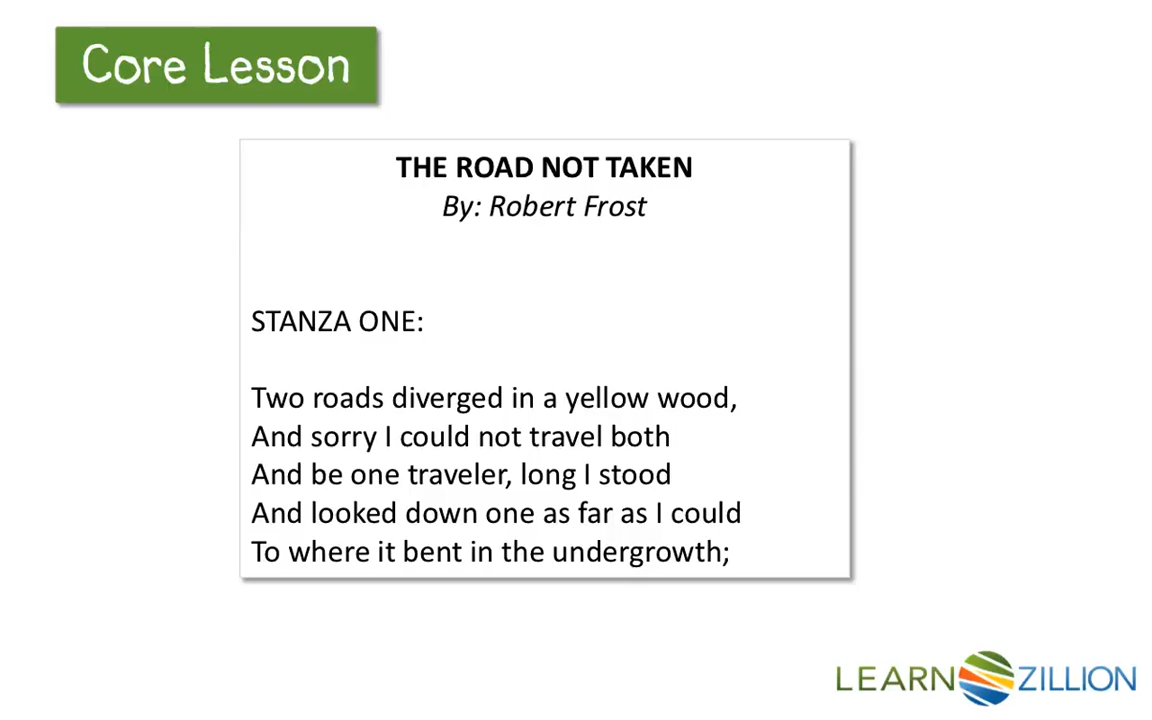 Core Lesson
THE ROAD NOT TAKEN
By: Robert Frost
STANZA ONE:
Two roads diverged in a yellow wood,
And sorry I could not travel both
And be one traveler, long I stood
And looked down one as far as I could
To where it bent in the undergrowth;
LEARN ZILLION